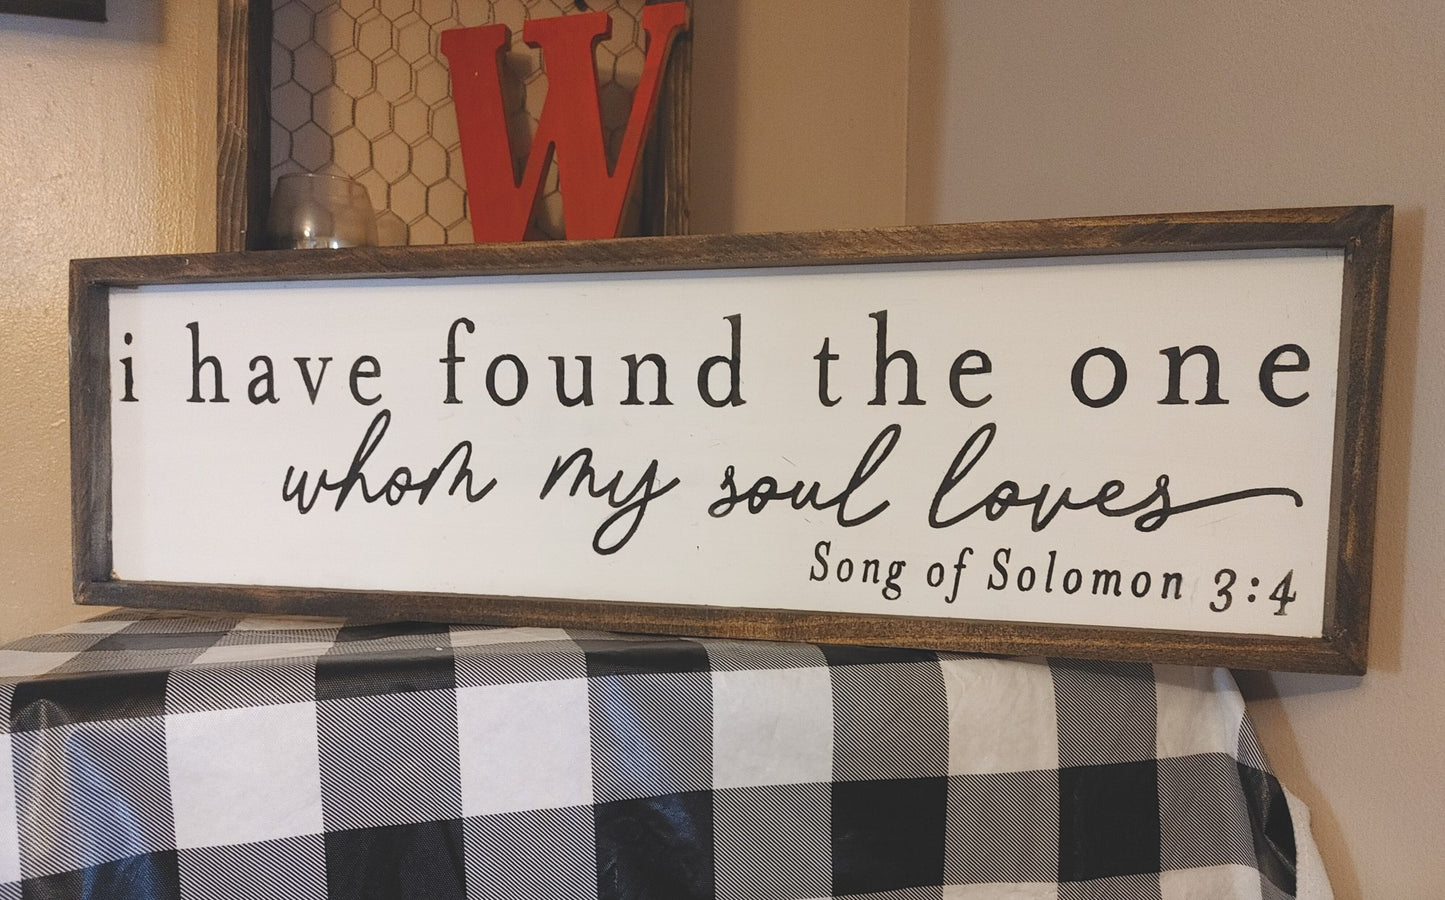 W
i have found the one
whom my soul loves
Song of Solomon 3:4